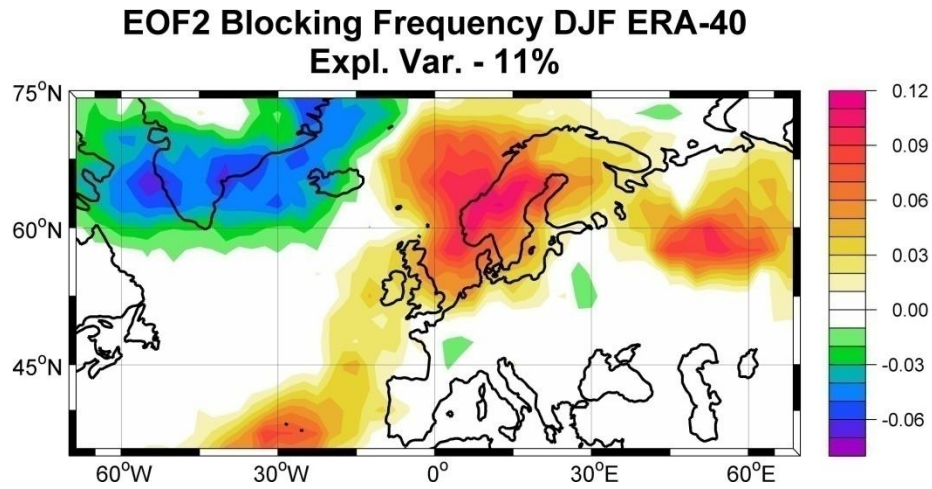 EOF2 Blocking Frequency DJF ERA-40
Expl. Var. - 11%
75°N
60°N
45°N
60°W
30°W
0°
30°E
60°E
0.12
0.09
0.06
0.03
0.00
-0.03
-0.06